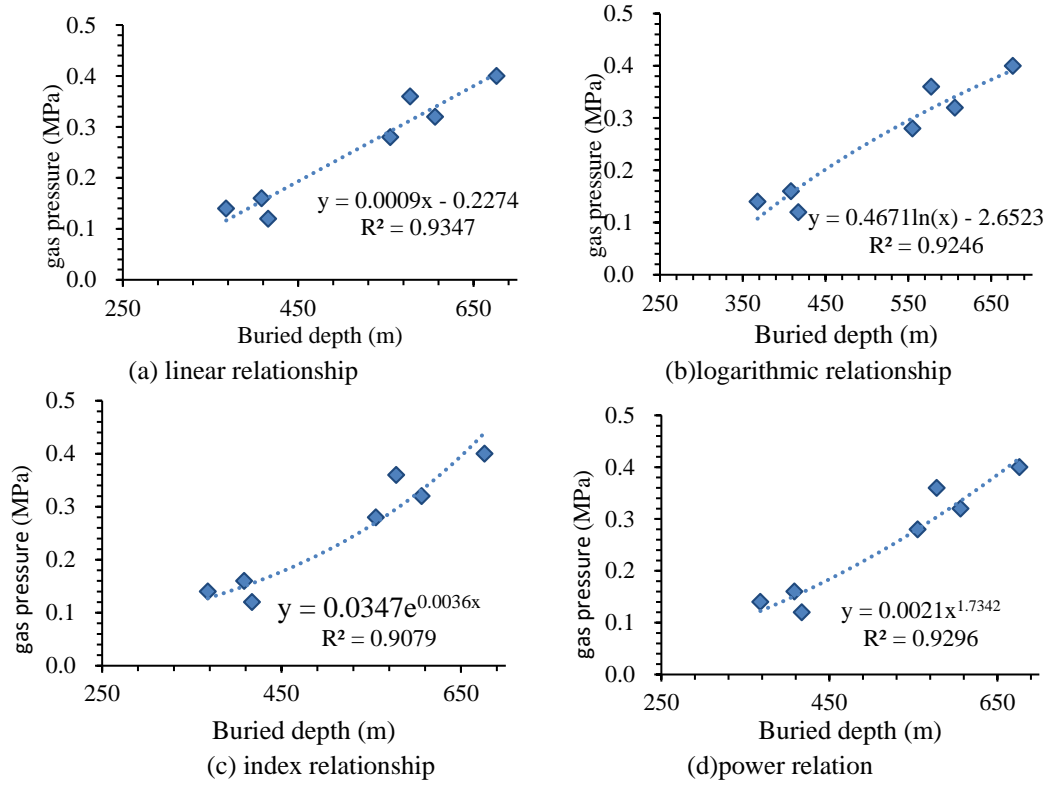 0.5
0.4
0.3
0.2
0.1
0.0
250
450
650
gas pressure (MPa)
Buried depth (m)
y = 0.0009x - 0.2274
R² = 0.9347
(a) linear relationship
0.5
0.4
0.3
0.2
0.1
0.0
250
350
450
550
650
gas pressure (MPa)
Buried depth (m)
y = 0.4671ln(x) - 2.6523
R² = 0.9246
(b)logarithmic relationship
0.5
0.4
0.3
0.2
0.1
0.0
250
450
650
gas pressure (MPa)
Buried depth (m)
y = 0.0347e^0.0036x
R² = 0.9079
(c) index relationship
0.5
0.4
0.3
0.2
0.1
0.0
250
450
650
gas pressure (MPa)
Buried depth (m)
y = 0.0021x^1.7342
R² = 0.9296
(d)power relation